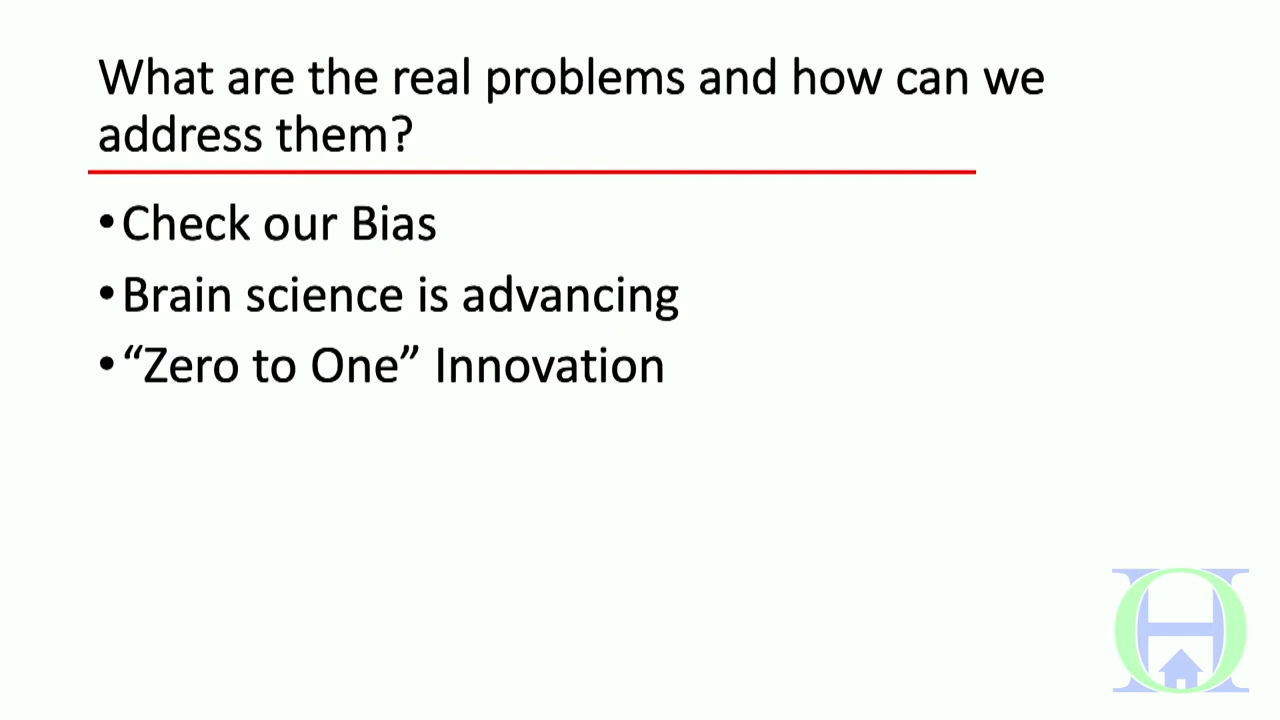 What are the real problems and how can we
address them?
•Check our Bias
•Brain science is advancing
•“Zero to One” Innovation